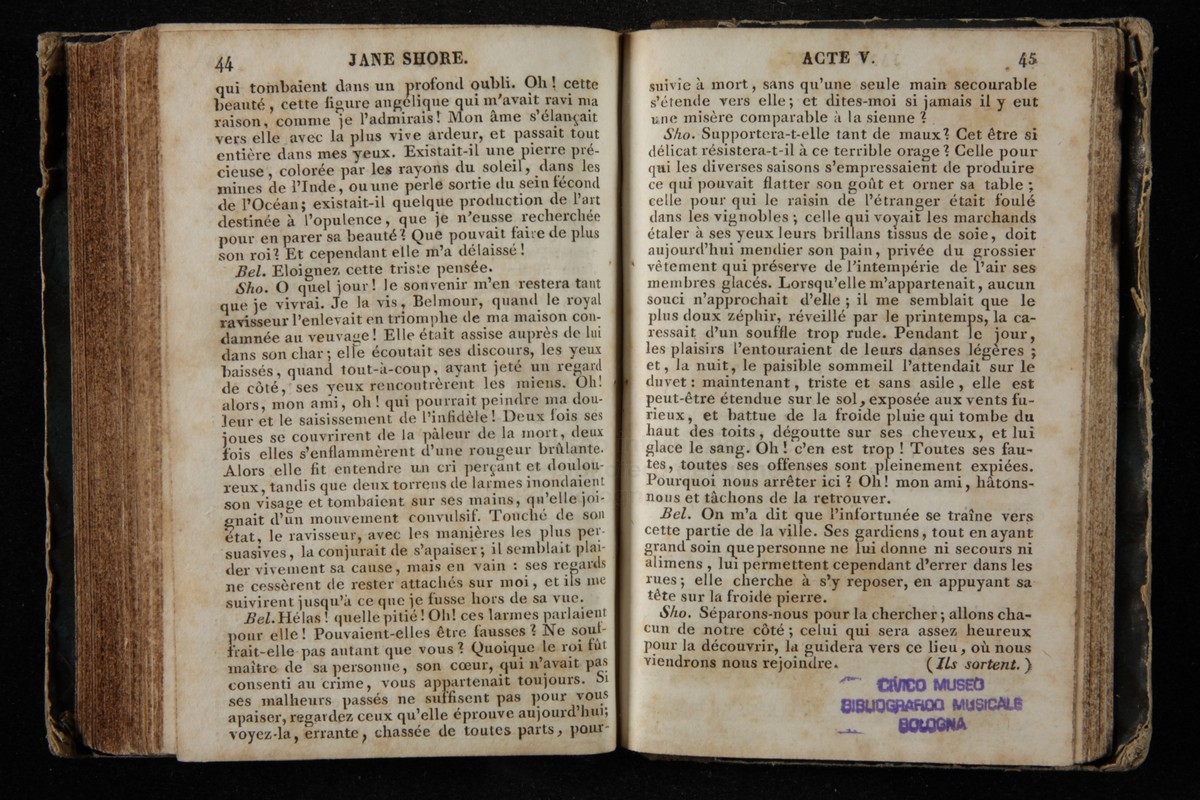 44
JANE SHORE.
qui tombaient dans un profond oubli. Oh ! cette
beauté , cette figure angélique qui m'avait ravi ma
raison, comme je l'admirais! Mon âme s'élançait
vers elle avec la plus vive ardeur, et passait tout
entière dans mes yeux. Existait-il une pierre pré-
cieuse , colorée par les rayons du soleil, dans les
mines de l'Inde, ou une perle sortie du sein fécond
de l'Océan; existait-il quelque production de l'art
destinée à l'opulence, que je n'eusse recherchée
pour en parer sa beauté? Que pouvait faire de plus
son roi? Et cependant elle m'a délaissé !
Bel. Eloignez cette triste pensée.
Sho. O quel jour! le souvenir m'en restera tant
que je vivrai. Je la vis, Belmour, quand le royal
ravisseur l'enlevait en triomphe de ma maison con-
damnée au veuvage! Elle était assise auprès de lui
dans son char; elle écoutait ses discours, les yeux
baissés, quand tout-à-coup, ayant jeté un regard
de côté, ses yeux rencontrèrent les miens. Oh!
alors, mon ami, oh! qui pourrait peindre ma dou-
leur et le saisissement de l'infidèle! Deux fois ses
joues se couvrirent de la pâleur de la mort, deux
fois elles s'enflammèrent d'une rougeur brûlante.
Alors elle fit entendre un cri perçant et doulou-
reux, tandis que deux torrens de larmes inondaient
son visage et tombaient sur ses mains, qu'elle joi-
gnait d'un mouvement convulsif. Touché de son
état, le ravisseur, avec les manières les plus per-
suasives, la conjurait de s'apaiser; il semblait plai-
der vivement sa cause, mais en vain : ses regards
ne cessèrent de rester attachés sur moi, et ils me
suivirent jusqu'à ce que je fusse hors de sa vue.
Bel. Hélas ! quelle pitié! Oh! ces larmes parlaient
pour elle! Pouvaient-elles être fausses ? Ne souf-
frait-elle pas autant que vous? Quoique le roi fût
maître de sa personne, son cœur, qui n'avait pas
consenti au crime, vous appartenait toujours. Si
ses malheurs passés ne suffisent pas pour vous
apaiser, regardez ceux qu'elle éprouve aujourd'hui;
voyez-la, errante, chassée de toutes parts, pour-
ACTE V.
45
suivie à mort, sans qu'une seule main secourable
s'étende vers elle; et dites-moi si jamais il y eut
une misère comparable à la sienne ?
Sho. Supportera-t-elle tant de maux? Cet être si
délicat résistera-t-il à ce terrible orage? Celle pour
qui les diverses saisons s'empressaient de produire
ce qui pouvait flatter son goût et orner sa table ;
celle pour qui le raisin de l'étranger était foulé
dans les vignobles ; celle qui voyait les marchands
étaler à ses yeux leurs brillans tissus de soie, doit
aujourd'hui mendier son pain, privée du grossier
vêtement qui préserve de l'intempérie de l'air ses
membres glacés. Lorsqu'elle m'appartenait, aucun
souci n'approchait d'elle ; il me semblait que le
plus doux zéphir, réveillé par le printemps, la ca-
ressait d'un souffle trop rude. Pendant le jour,
les plaisirs l'entouraient de leurs danses légères ;
et, la nuit, le paisible sommeil l'attendait sur le
duvet : maintenant, triste et sans asile, elle est
peut-être étendue sur le sol, exposée aux vents fu-
rieux, et battue de la froide pluie qui tombe du
haut des toits, dégoutte sur ses cheveux, et lui
glace le sang. Oh ! c'en est trop ! Toutes ses fau-
tes, toutes ses offenses sont pleinement expiées.
Pourquoi nous arrêter ici ? Oh! mon ami, hâtons-
nous et tâchons de la retrouver.
Bel. On m'a dit que l'infortunée se traîne vers
cette partie de la ville. Ses gardiens, tout en ayant
grand soin que personne ne lui donne ni secours ni
alimens , lui permettent cependant d'errer dans les
rues ; elle cherche à s'y reposer, en appuyant sa
tête sur la froide pierre.
Sho. Séparons-nous pour la chercher ; allons cha-
cun de notre côté ; celui qui sera assez heureux
pour la découvrir, la guidera vers ce lieu, où nous
viendrons nous rejoindre. (Ils sortent.)
CIVICO MUSEO
BIBLIOGRAFICO MUSICALE
BOLOGNA